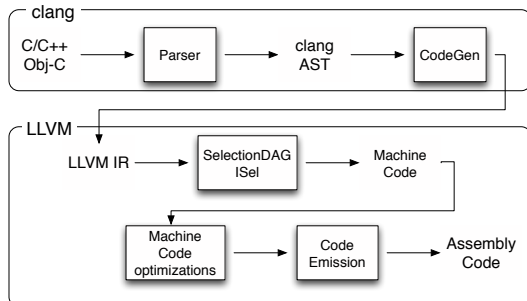 clang
C/C++
Obj-C
Parser
clang
AST
CodeGen
LLVM
LLVM IR
SelectionDAG
ISel
Machine
Code
Machine
Code
optimizations
Code
Emission
Assembly
Code